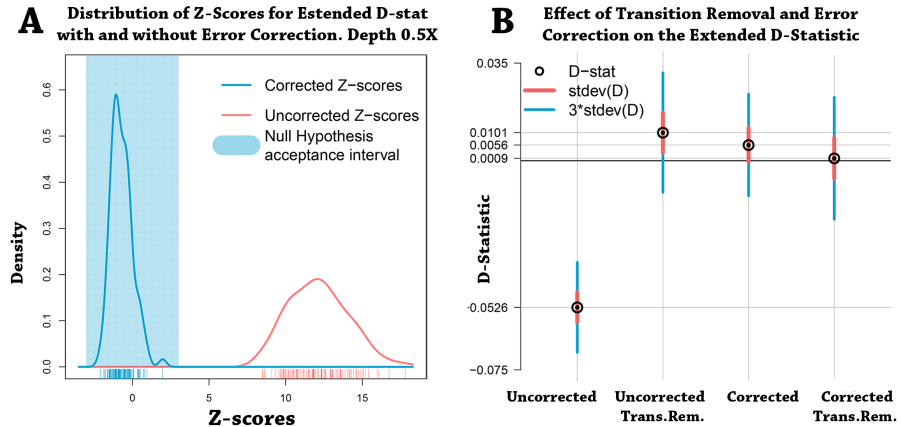 A
Distribution of Z-Scores for Extended D-stat
with and without Error Correction. Depth 0.5X
Corrected Z-scores
Uncorrected Z-scores
Null Hypothesis
acceptance interval
Density
0.6
0.5
0.4
0.3
0.2
0.1
0.0
0
5
10
15
Z-scores
B
Effect of Transition Removal and Error
Correction on the Extended D-Statistic
D-stat
stdev(D)
3*stdev(D)
D-Statistic
0.035
0.0101
0.0056
0.0009
-0.0526
-0.075
Uncorrected
Uncorrected
Trans.Rem.
Corrected
Corrected
Trans.Rem.